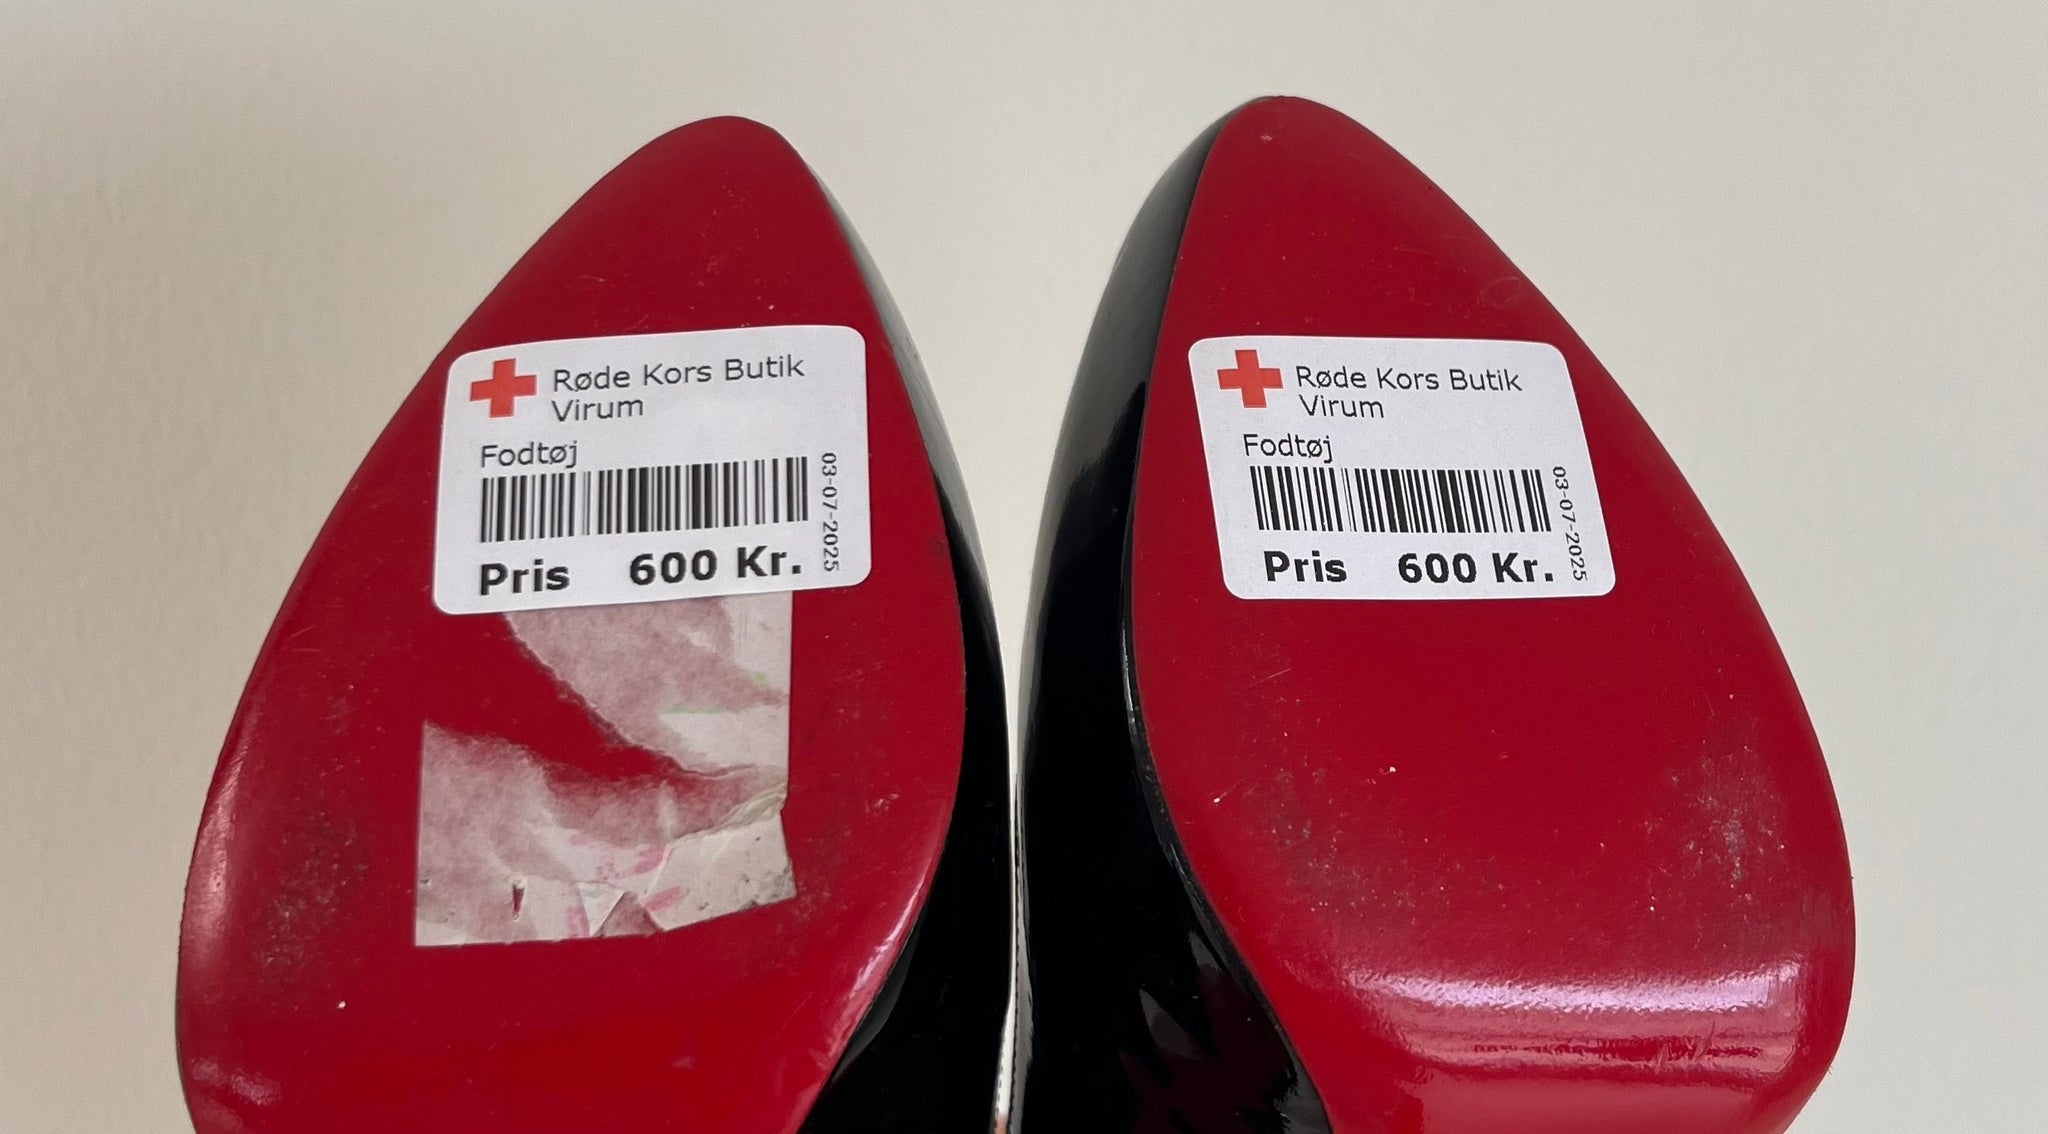 Røde Kors Butik
Virum
Fodtøj
03-07-2025
Pris 600 Kr.
Røde Kors Butik
Virum
Fodtøj
03-07-2025
Pris 600 Kr.